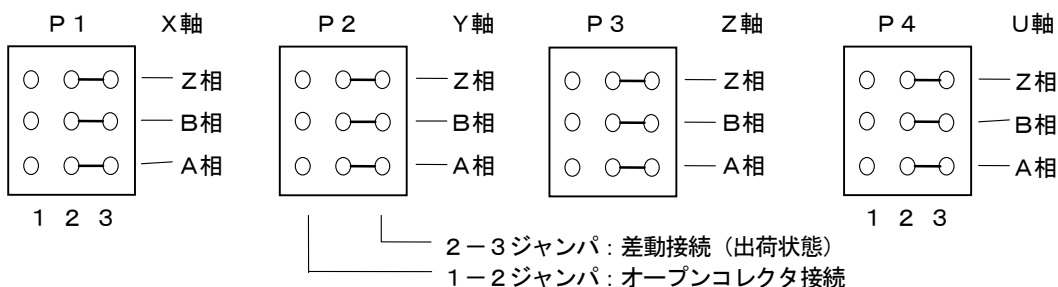 Ｐ１　Ｘ軸　Ｐ２　Ｙ軸　Ｐ３　Ｚ軸　Ｐ４　Ｕ軸
Ｚ相　Ｚ相　Ｚ相　Ｚ相
Ｂ相　Ｂ相　Ｂ相　Ｂ相
Ａ相　Ａ相　Ａ相　Ａ相
１　２　３　１　２　３
２－３ジャンパ：差動接続（出荷状態）
１－２ジャンパ：オープンコレクタ接続